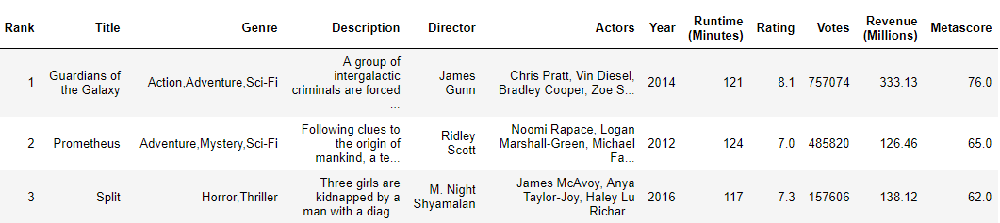 Rank Title Genre Description Director Actors Year Runtime (Minutes) Rating Votes Revenue (Millions) Metascore
1 Guardians of the Galaxy Action,Adventure,Sci-Fi A group of intergalactic criminals are forced ... James Gunn Chris Pratt, Vin Diesel, Bradley Cooper, Zoe S... 2014 121 8.1 757074 333.13 76.0
2 Prometheus Adventure,Mystery,Sci-Fi Following clues to the origin of mankind, a te... Ridley Scott Noomi Rapace, Logan Marshall-Green, Michael Fa... 2012 124 7.0 485820 126.46 65.0
3 Split Horror,Thriller Three girls are kidnapped by a man with a diag... M. Night Shyamalan James McAvoy, Anya Taylor-Joy, Haley Lu Richar... 2016 117 7.3 157606 138.12 62.0